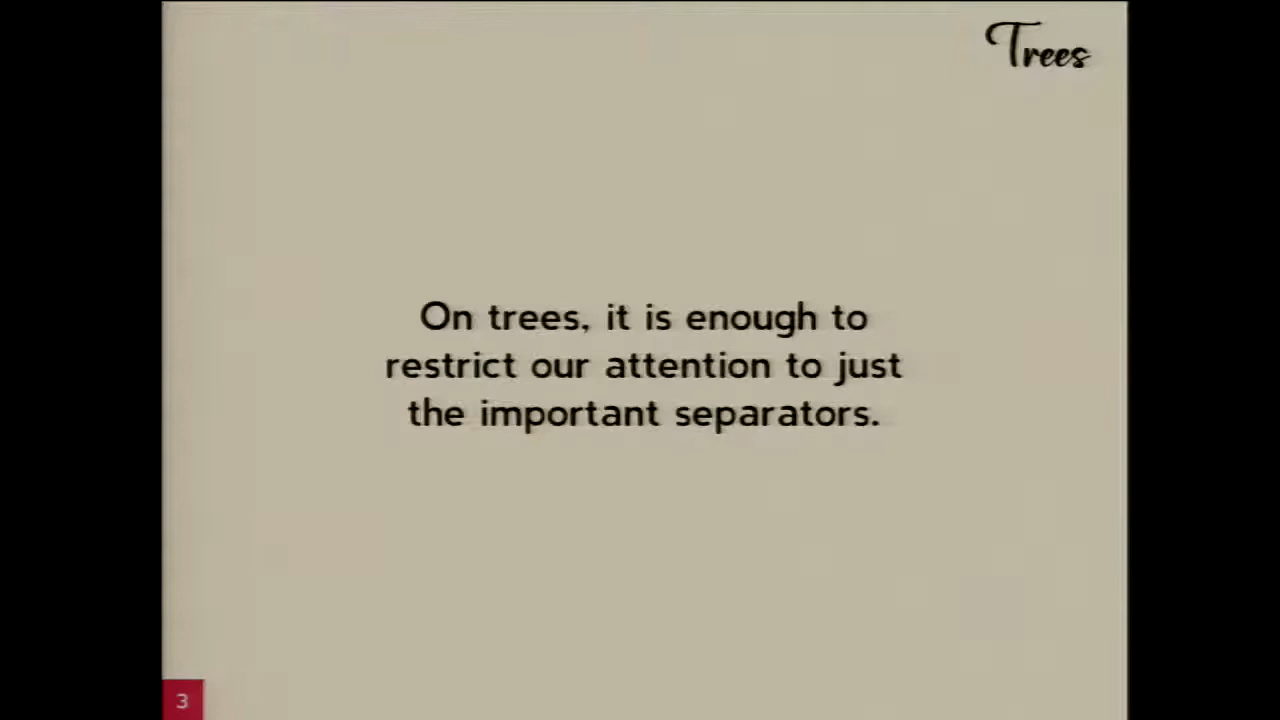 Trees
On trees, it is enough to
restrict our attention to just
the important separators.
3